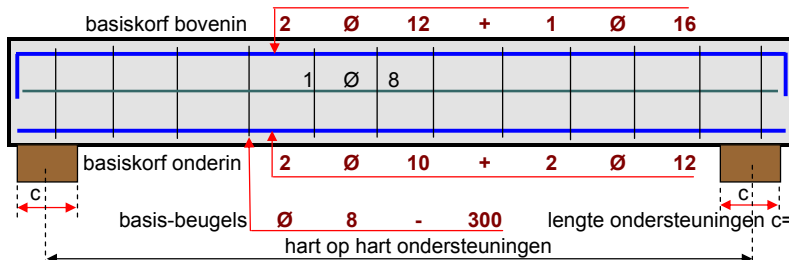 basiskorf bovenin 2 Ø 12 + 1 Ø 16
1 Ø 8
basiskorf onderin 2 Ø 10 + 2 Ø 12
c c
basis-beugels Ø 8 - 300 lengte ondersteuningen c=
hart op hart ondersteuningen